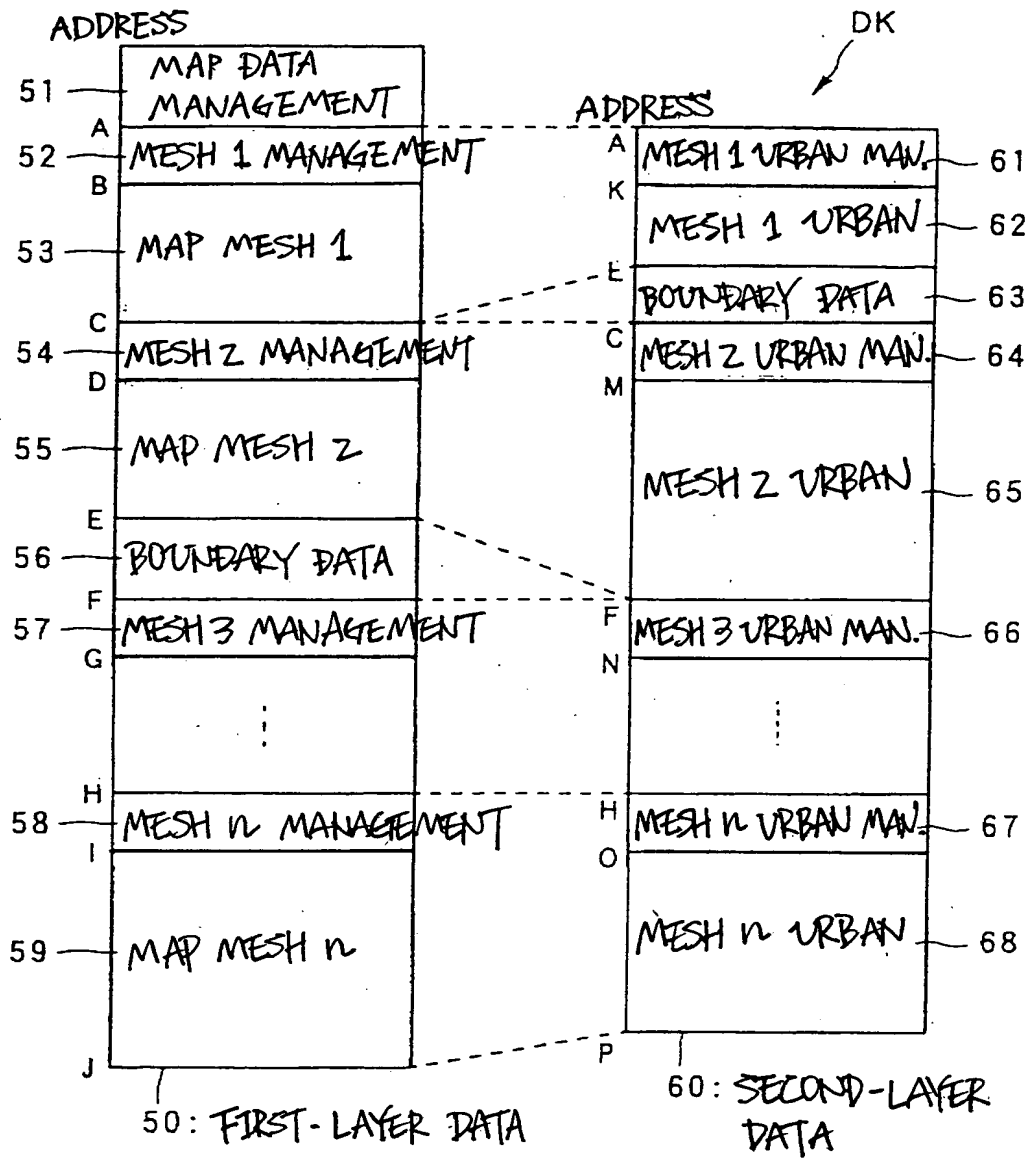 ADDRESS
DK
51
MAP DATA
MANAGEMENT
ADDRESS
A
A
52
MESH 1 MANAGEMENT
MESH 1 URBAN MAN.
61
B
K
53
MAP MESH 1
MESH 1 URBAN
62
E
BOUNDARY DATA
63
C
C
54
MESH 2 MANAGEMENT
MESH 2 URBAN MAN.
64
D
M
55
MAP MESH 2
MESH 2 URBAN
65
E
56
BOUNDARY DATA
F
F
57
MESH 3 MANAGEMENT
MESH 3 URBAN MAN.
66
G
N
H
H
58
MESH n MANAGEMENT
MESH n URBAN MAN.
67
I
O
59
MAP MESH n
MESH n URBAN
68
J
P
50: FIRST-LAYER DATA
60: SECOND-LAYER
DATA